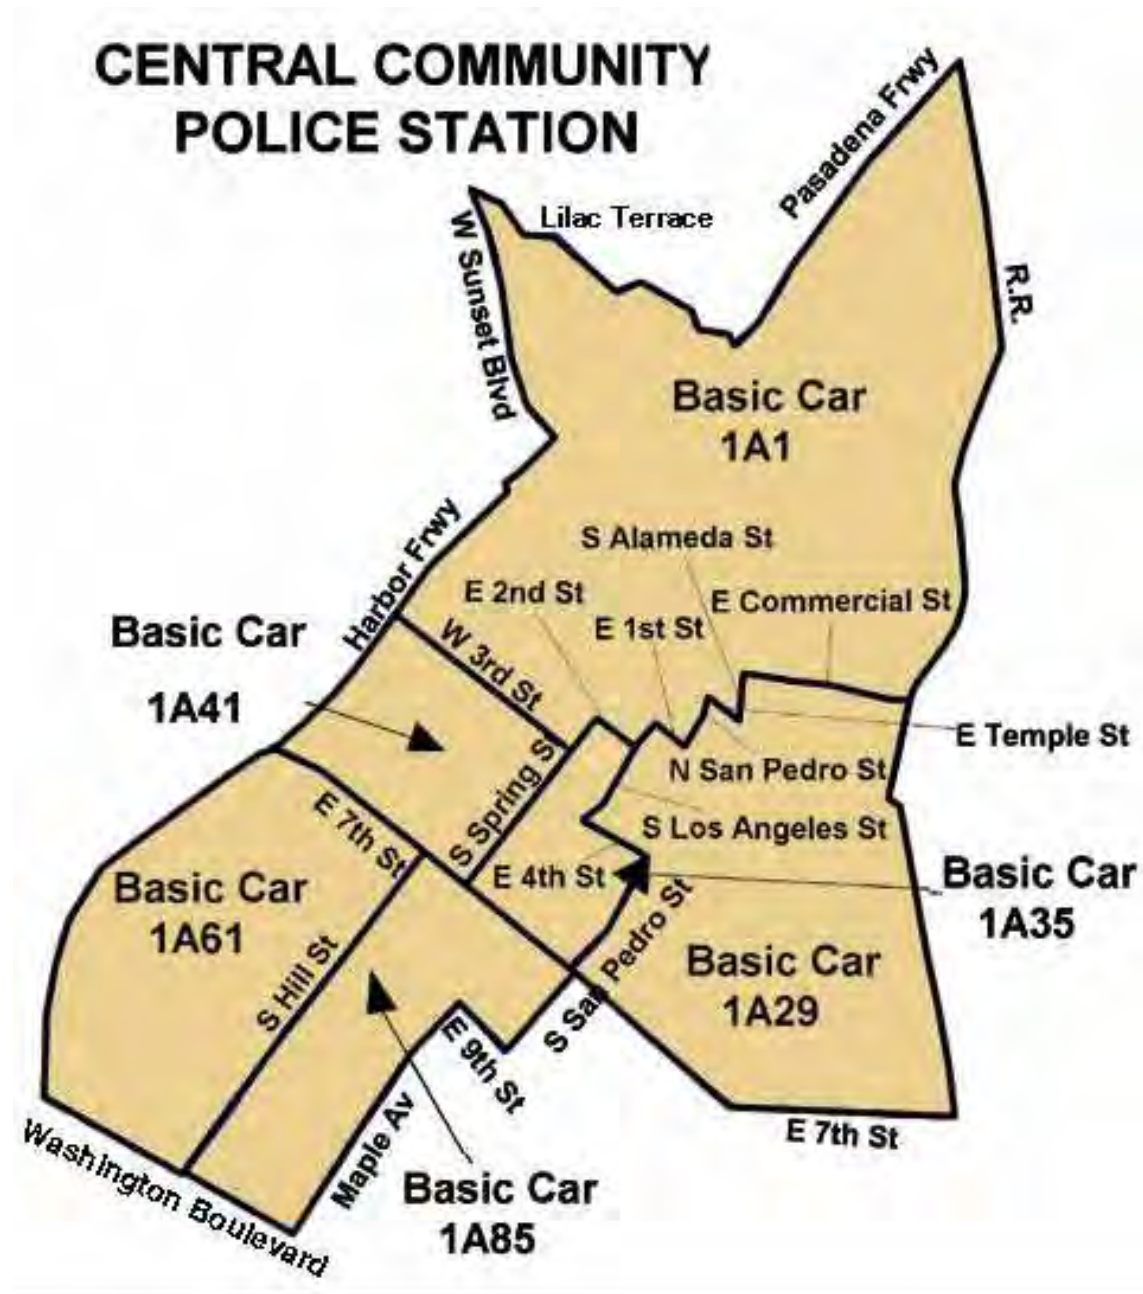 CENTRAL COMMUNITY
POLICE STATION
Pasadena Frwy
Lilac Terrace
W Sunset Blvd
R.R.
Basic Car
1A1
Harbor Frwy
S Alameda St
E 2nd St
E Commercial St
E 1st St
Basic Car
1A41
W 3rd St
E Temple St
N San Pedro St
S Spring S
E 7th St
S Los Angeles St
E 4th St
Basic Car
1A35
Basic Car
1A61
S Hill St
S San Pedro St
Basic Car
1A29
E 9th St
E 7th St
Maple Av
Washington Boulevard
Basic Car
1A85